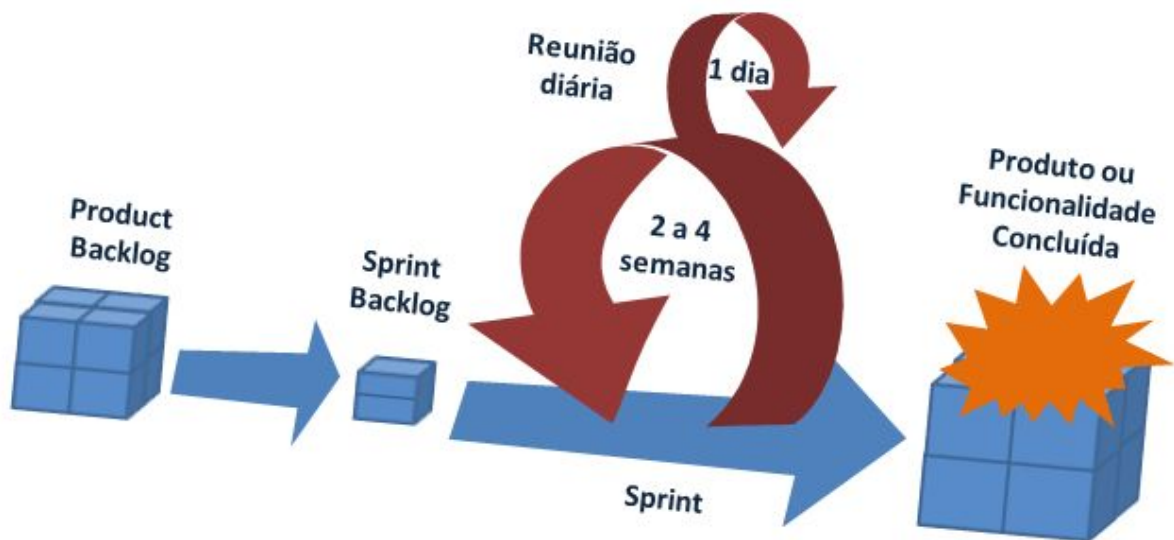 Product
Backlog
Sprint
Backlog
Reunião
diária
1 dia
2 a 4
semanas
Sprint
Produto ou
Funcionalidade
Concluída